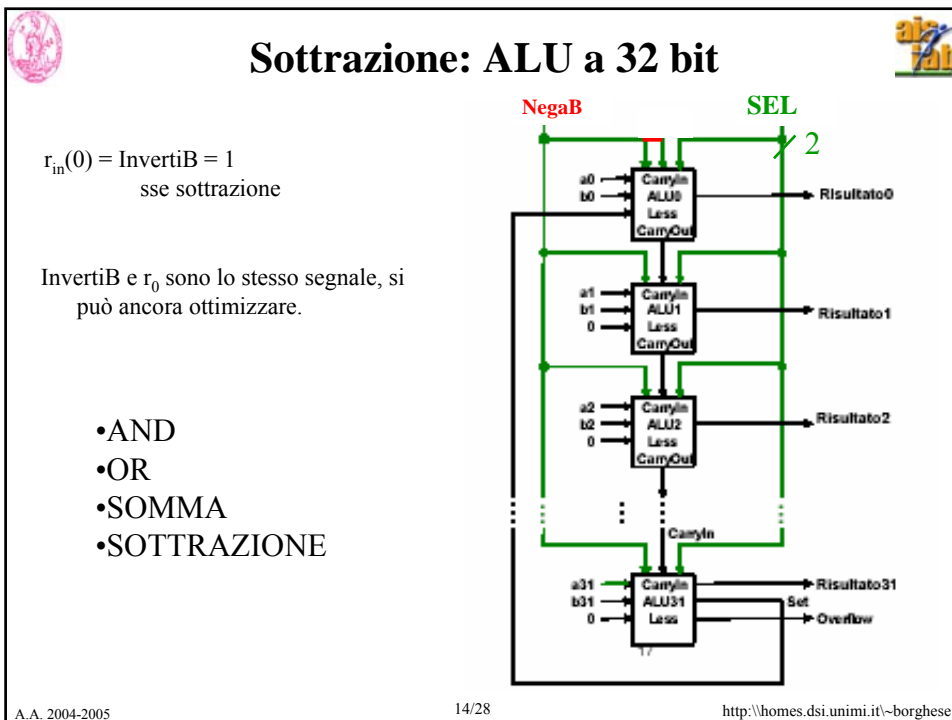 Sottrazione: ALU a 32 bit
NegaB
SEL
2
r_in(0) = InvertiB = 1
sse sottrazione
InvertiB e r_0 sono lo stesso segnale, si
può ancora ottimizzare.
•AND
•OR
•SOMMA
•SOTTRAZIONE
a0
b0
CarryIn
ALU0
Less
CarryOut
Risultato0
a1
b1
0
CarryIn
ALU1
Less
CarryOut
Risultato1
a2
b2
0
CarryIn
ALU2
Less
CarryOut
Risultato2
CarryIn
a31
b31
0
CarryIn
ALU31
Less
Risultato31
Set
Overflow
17
A.A. 2004-2005
14/28
http:\\homes.dsi.unimi.it\~borghese